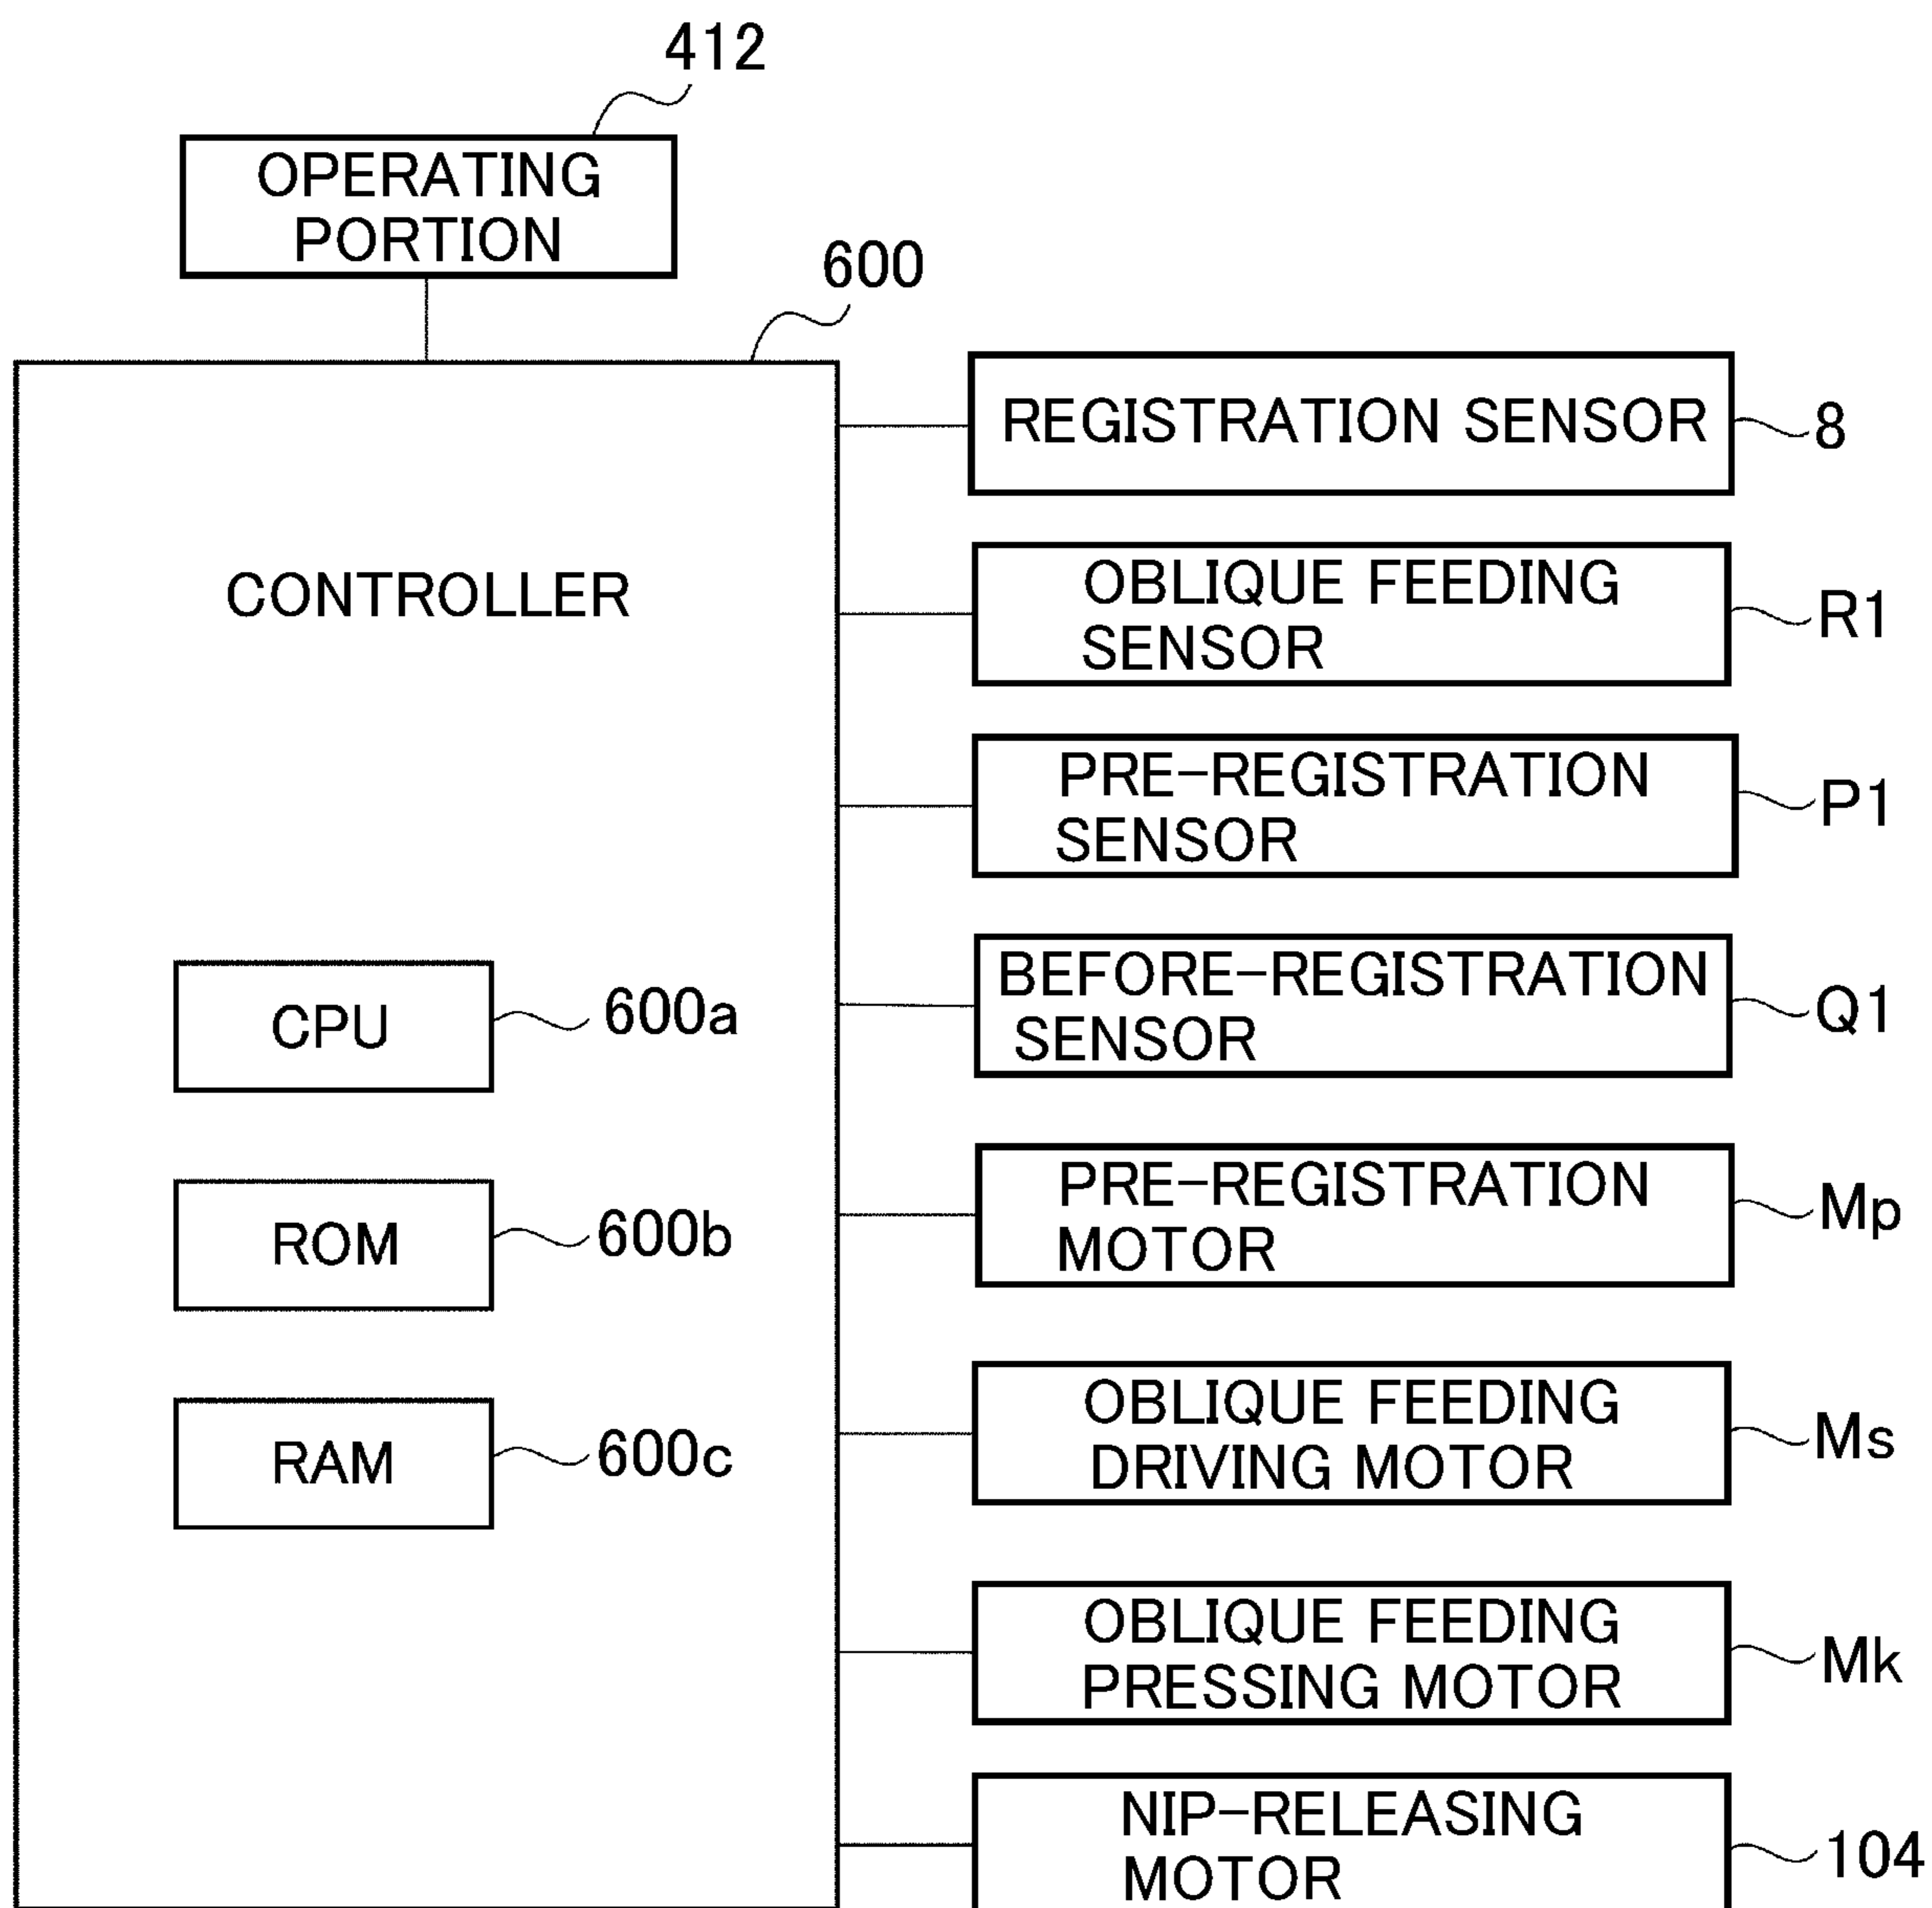 412
OPERATING
PORTION
600
CONTROLLER
CPU
600a
ROM
600b
RAM
600c
REGISTRATION SENSOR
8
OBLIQUE FEEDING
SENSOR
R1
PRE-REGISTRATION
SENSOR
P1
BEFORE-REGISTRATION
SENSOR
Q1
PRE-REGISTRATION
MOTOR
Mp
OBLIQUE FEEDING
DRIVING MOTOR
Ms
OBLIQUE FEEDING
PRESSING MOTOR
Mk
NIP-RELEASING
MOTOR
104